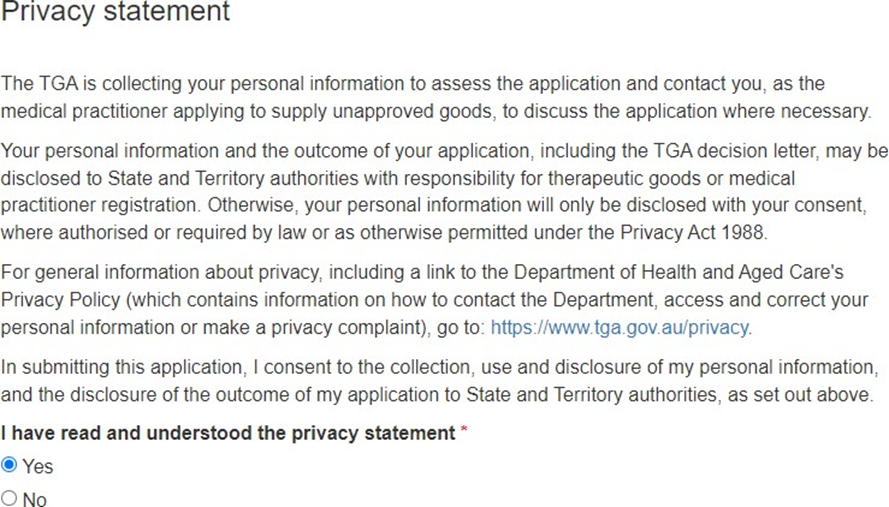 Privacy statement
The TGA is collecting your personal information to assess the application and contact you, as the
medical practitioner applying to supply unapproved goods, to discuss the application where necessary.
Your personal information and the outcome of your application, including the TGA decision letter, may be
disclosed to State and Territory authorities with responsibility for therapeutic goods or medical
practitioner registration. Otherwise, your personal information will only be disclosed with your consent,
where authorised or required by law or as otherwise permitted under the Privacy Act 1988.
For general information about privacy, including a link to the Department of Health and Aged Care's
Privacy Policy (which contains information on how to contact the Department, access and correct your
personal information or make a privacy complaint), go to: https://www.tga.gov.au/privacy.
In submitting this application, I consent to the collection, use and disclosure of my personal information,
and the disclosure of the outcome of my application to State and Territory authorities, as set out above.
I have read and understood the privacy statement *
Yes
No